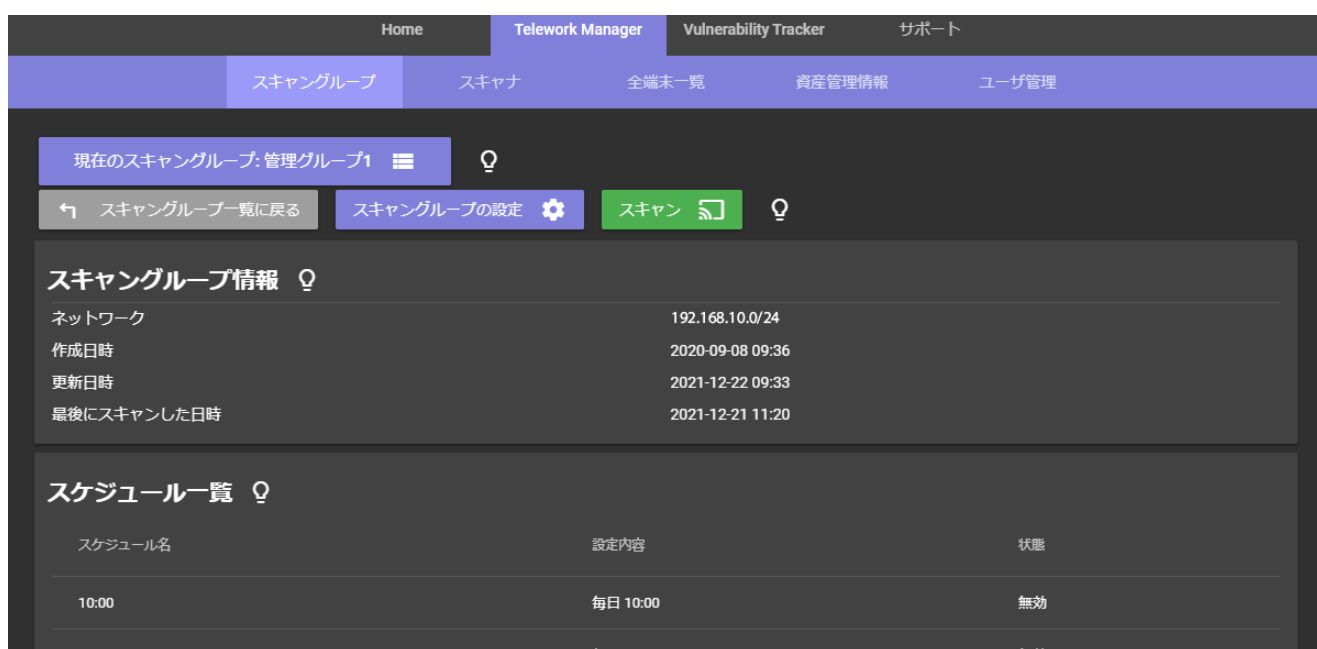 Home Telework Manager Vulnerability Tracker サポート
スキャングループ スキャナ 全端末一覧 資産管理情報 ユーザ管理
現在のスキャングループ: 管理グループ1
スキャングループ一覧に戻る スキャングループの設定 スキャン
スキャングループ情報
ネットワーク 192.168.10.0/24
作成日時 2020-09-08 09:36
更新日時 2021-12-22 09:33
最後にスキャンした日時 2021-12-21 11:20
スケジュール一覧
スケジュール名 設定内容 状態
10:00 毎日 10:00 無効